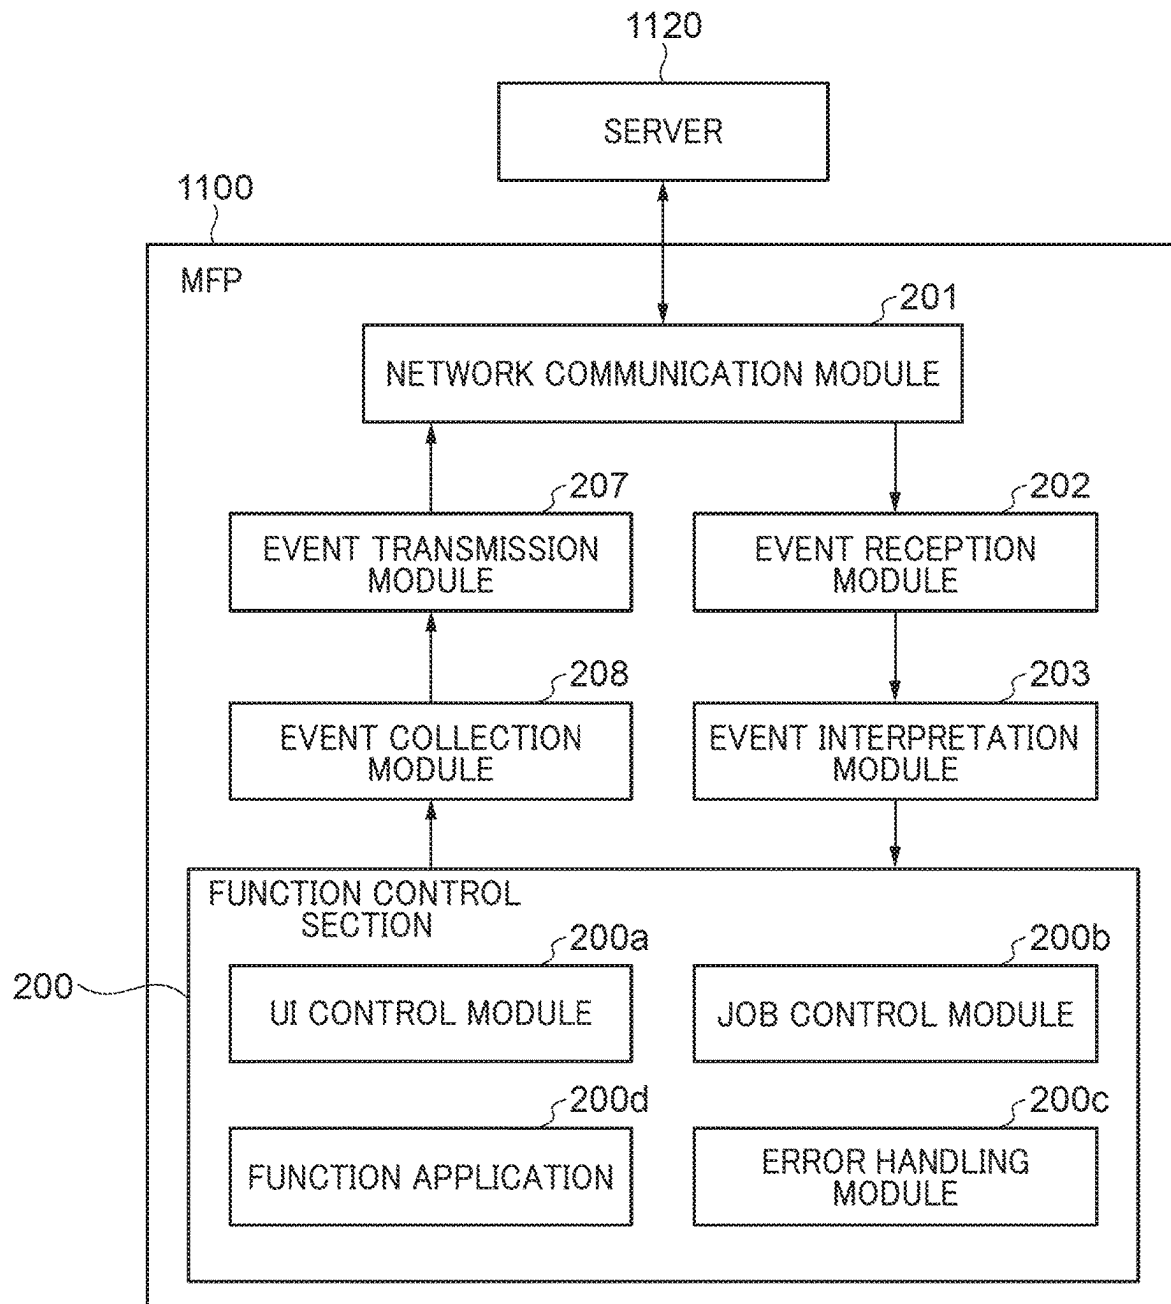 1120
SERVER
1100
MFP
201
NETWORK COMMUNICATION MODULE
207
EVENT TRANSMISSION
MODULE
202
EVENT RECEPTION
MODULE
208
EVENT COLLECTION
MODULE
203
EVENT INTERPRETATION
MODULE
FUNCTION CONTROL
SECTION
200
200a
UI CONTROL MODULE
200b
JOB CONTROL MODULE
200d
FUNCTION APPLICATION
200c
ERROR HANDLING
MODULE